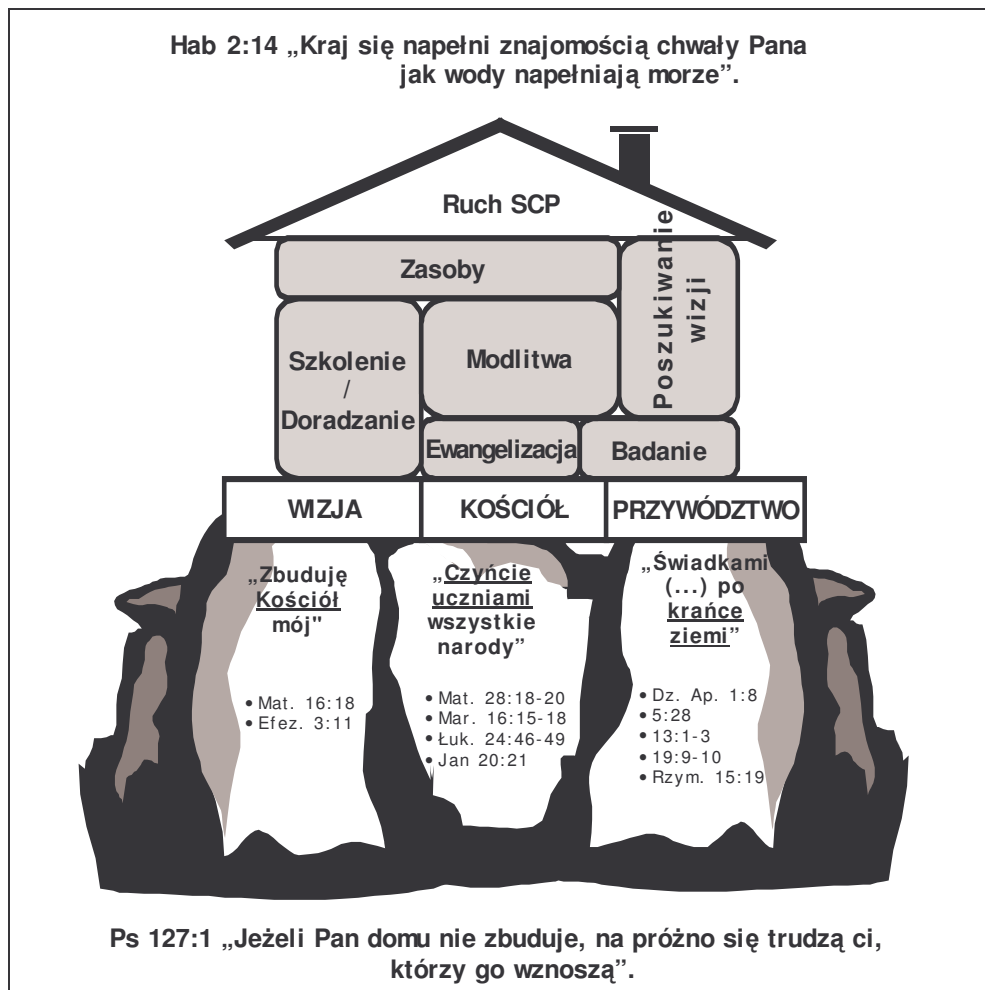 Hab 2:14 „Kraj się napełni znajomością chwały Pana
jak wody napełniają morze”.
Ruch SCP
Zasoby
Poszukiwanie
wizji
Szkolenie
/
Doradzanie
Modlitwa
Ewangelizacja
Badanie
WIZJA
KOŚCIÓŁ
PRZYWÓDZTWO
„Zbuduję
Kościół
mój"
• Mat. 16:18
• Efez. 3:11
„Czyńcie
uczniami
wszystkie
narody”
• Mat. 28:18-20
• Mar. 16:15-18
• Łuk. 24:46-49
• Jan 20:21
„Świadkami
(...) po
krańce
ziemi”
• Dz. Ap. 1:8
• 5:28
• 13:1-3
• 19:9-10
• Rzym. 15:19
Ps 127:1 „Jeżeli Pan domu nie zbuduje, na próżno się trudzą ci,
którzy go wznoszą”.